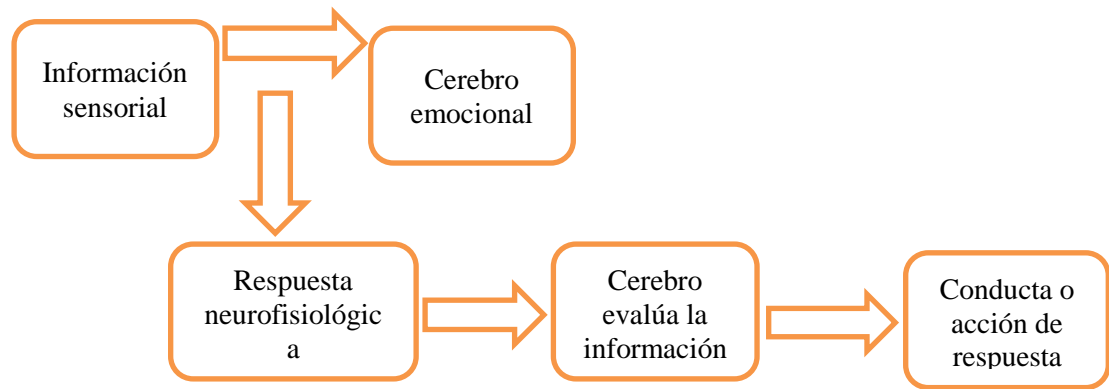 Información
sensorial
Cerebro
emocional
Respuesta
neurofisiológic
a
Cerebro
evalúa la
información
Conducta o
acción de
respuesta